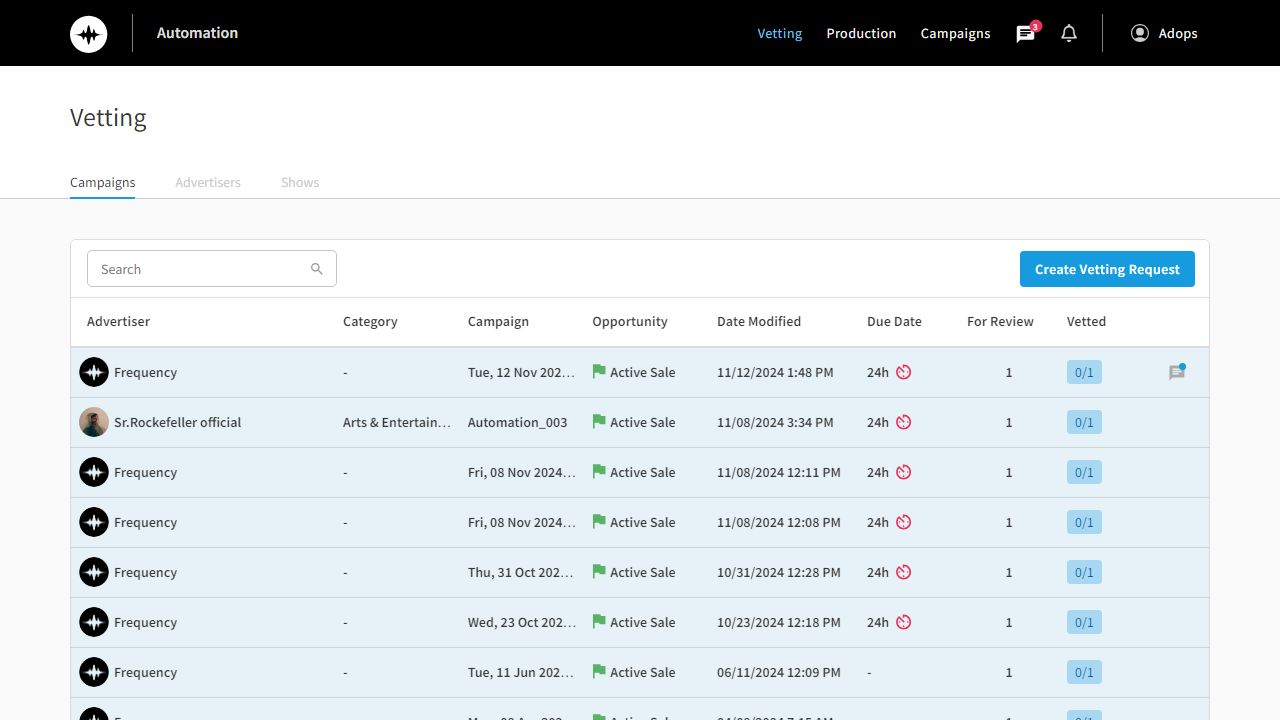 Automation
Vetting Production Campaigns 3 Adops
Vetting
Campaigns Advertisers Shows
Search Create Vetting Request
Advertiser Category Campaign Opportunity Date Modified Due Date For Review Vetted
Frequency - Tue, 12 Nov 202… Active Sale 11/12/2024 1:48 PM 24h 1 0/1
Sr.Rockefeller official Arts & Entertain… Automation_003 Active Sale 11/08/2024 3:34 PM 24h 1 0/1
Frequency - Fri, 08 Nov 2024… Active Sale 11/08/2024 12:11 PM 24h 1 0/1
Frequency - Fri, 08 Nov 2024… Active Sale 11/08/2024 12:08 PM 24h 1 0/1
Frequency - Thu, 31 Oct 202… Active Sale 10/31/2024 12:28 PM 24h 1 0/1
Frequency - Wed, 23 Oct 202… Active Sale 10/23/2024 12:18 PM 24h 1 0/1
Frequency - Tue, 11 Jun 202… Active Sale 06/11/2024 12:09 PM - 1 0/1